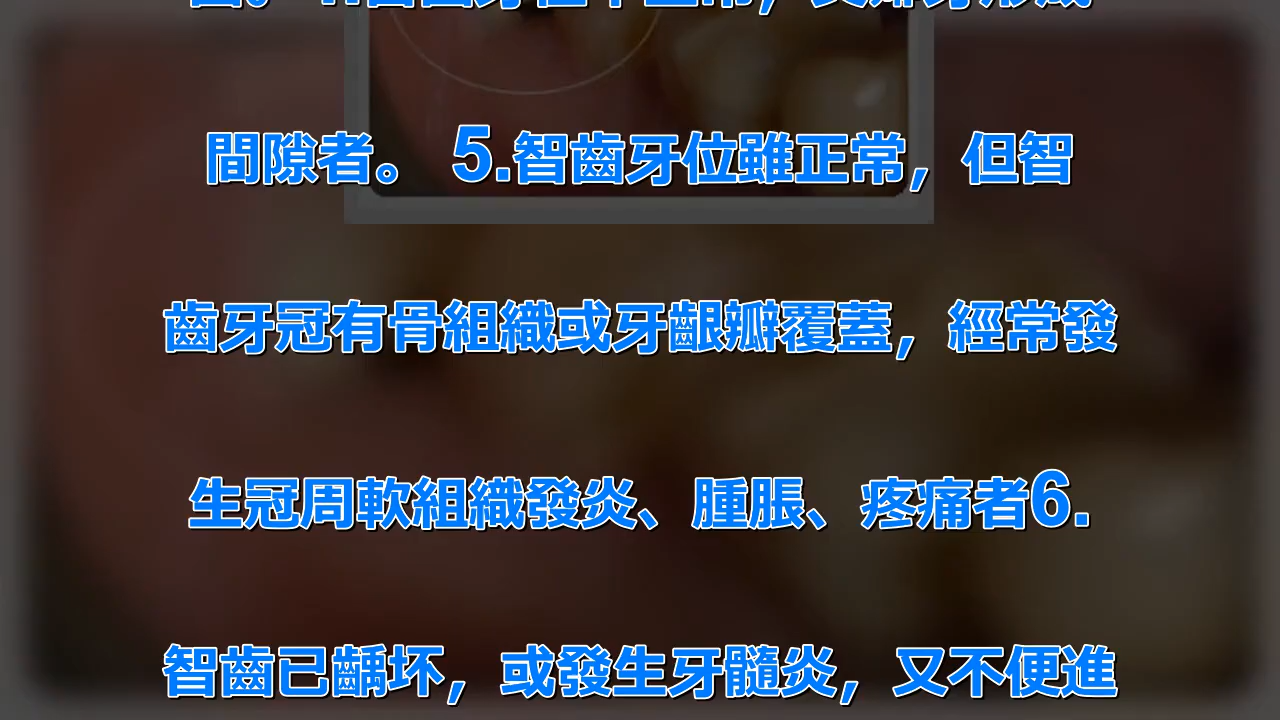 間隙者。 5.智齒牙位雖正常，但智
齒牙冠有骨組織或牙齦瓣覆蓋，經常發
生冠周軟組織發炎、腫脹、疼痛者6.
智齒已齲坏，或發生牙髓炎，又不便進